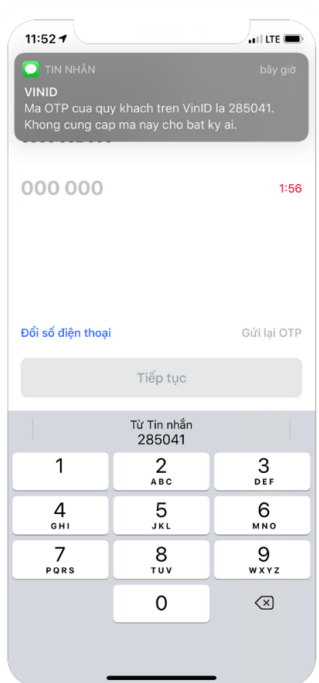 11:52
LTE
TIN NHẮN bây giờ
VINID
Ma OTP cua quy khach tren VinID la 285041.
Khong cung cap ma nay cho bat ky ai.
000 000 1:56
Đổi số điện thoại Gửi lại OTP
Tiếp tục
Từ Tin nhắn
285041
1 2 3
ABC DEF
4 5 6
GHI JKL MNO
7 8 9
PQRS TUV WXYZ
0